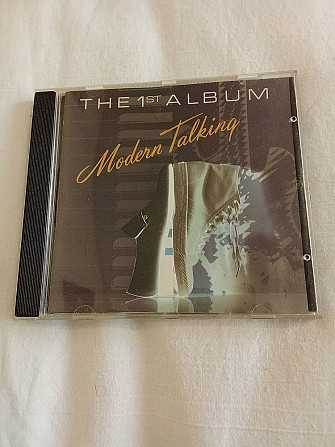 THE 1ST ALBUM
Modern Talking